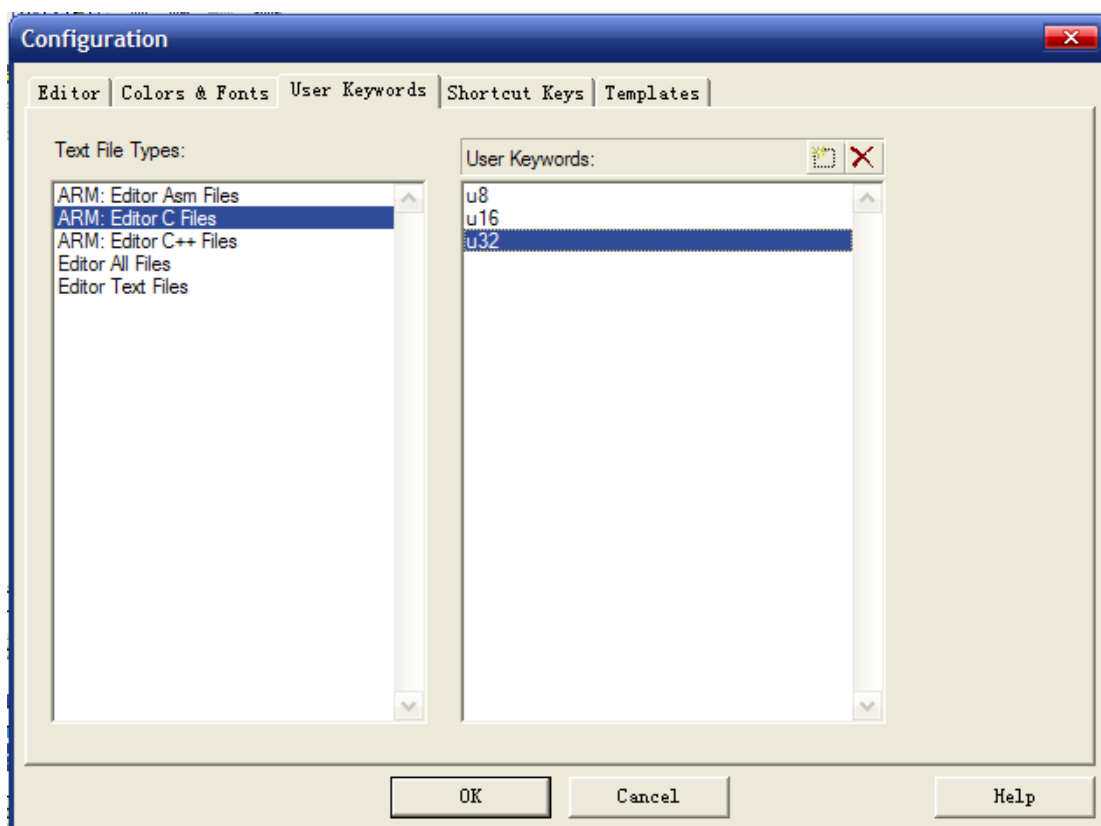 Configuration
Editor Colors & Fonts User Keywords Shortcut Keys Templates
Text File Types:
User Keywords:
ARM: Editor Asm Files
ARM: Editor C Files
ARM: Editor C++ Files
Editor All Files
Editor Text Files
u8
u16
u32
OK Cancel Help